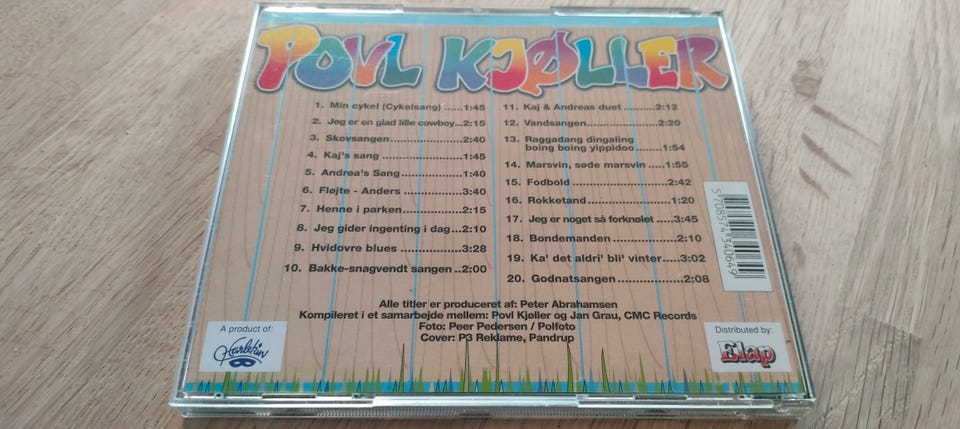 POVL KJØLLER
1. Min cykel (Cykelsang) ......1:45
2. Jeg er en glad lille cowboy...2:15
3. Skovsangen......................2:40
4. Kaj's sang ........................1:45
5. Andrea's Sang..................1:40
6. Fløjte - Anders .................3:40
7. Henne i parken.................2:15
8. Jeg gider ingenting i dag...2:10
9. Hvidovre blues .................3:28
10. Bakke-snagvendt sangen ..2:00
11. Kaj & Andreas duet ..........2:12
12. Vandsangen.....................2:20
13. Raggadang dingaling
boing boing yippidoo............1:54
14. Marsvin, søde marsvin .....1:55
15. Fodbold ............................2:42
16. Rokketand.........................1:20
17. Jeg er noget så forknølet .....3:45
18. Bondemanden..................2:10
19. Ka' det aldri' bli' vinter.....3:02
20. Godnatsangen..................2:08
5708574340649
Alle titler er produceret af: Peter Abrahamsen
Kompileret i et samarbejde mellem: Povl Kjøller og Jan Grau, CMC Records
Foto: Peer Pedersen / Polfoto
Cover: P3 Reklame, Pandrup
A product of:
Harlekin
Distributed by:
Elap